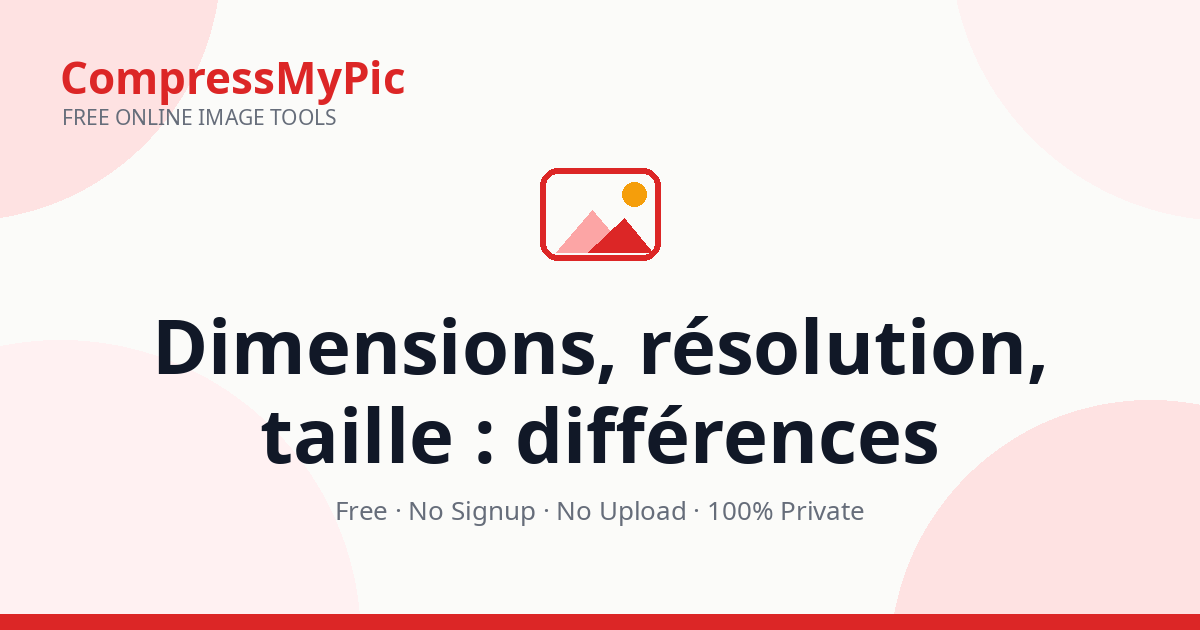 CompressMyPic
FREE ONLINE IMAGE TOOLS
Dimensions, résolution,
taille : différences
Free · No Signup · No Upload · 100% Private